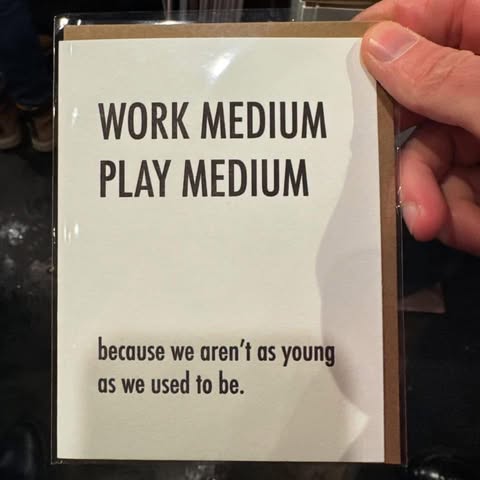 WORK MEDIUM
PLAY MEDIUM
because we aren't as young
as we used to be.